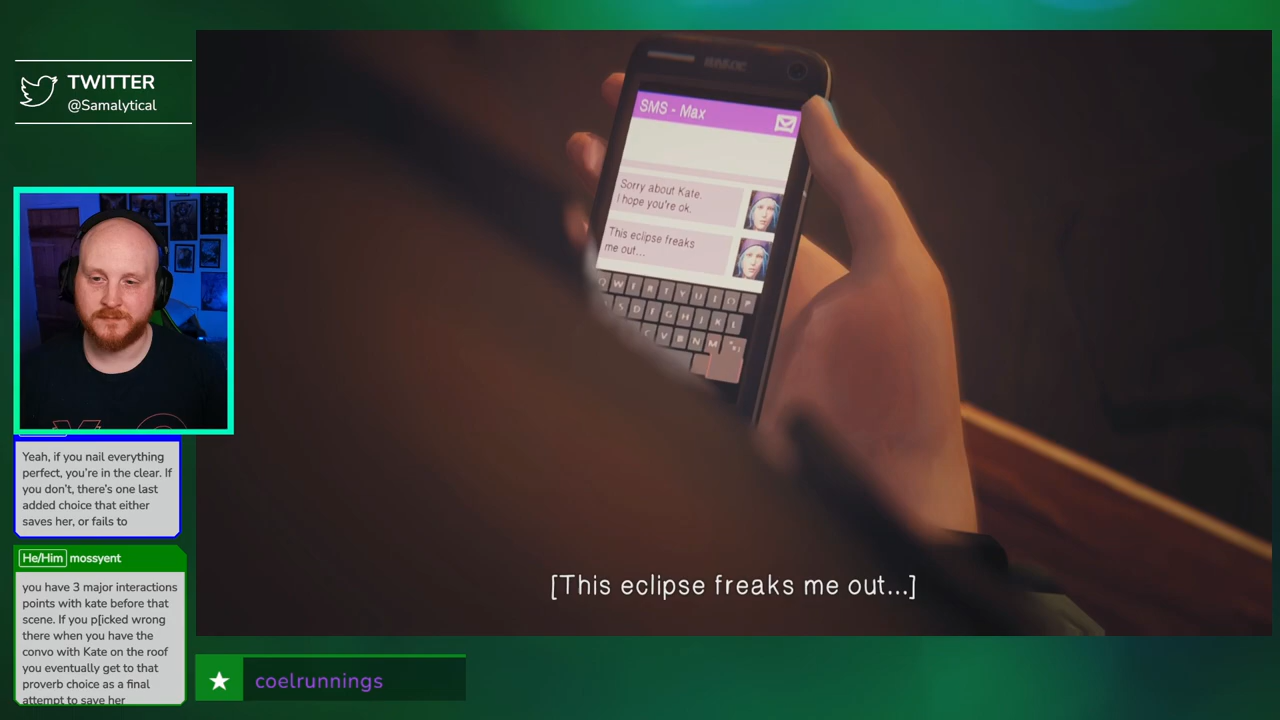 TWITTER
@Samalytical
SMS - Max
Sorry about Kate.
I hope you're ok.
This eclipse freaks
me out...
W E R T Y U I O P
S D F G H J K L
C V B N M
[This eclipse freaks me out...]
Yeah, if you nail everything
perfect, you're in the clear. If
you don't, there's one last
added choice that either
saves her, or fails to
He/Him mossyent
you have 3 major interactions
points with kate before that
scene. If you p[icked wrong
there when you have the
convo with Kate on the roof
you eventually get to that
proverb choice as a final
attempt to save her
coelrunnings